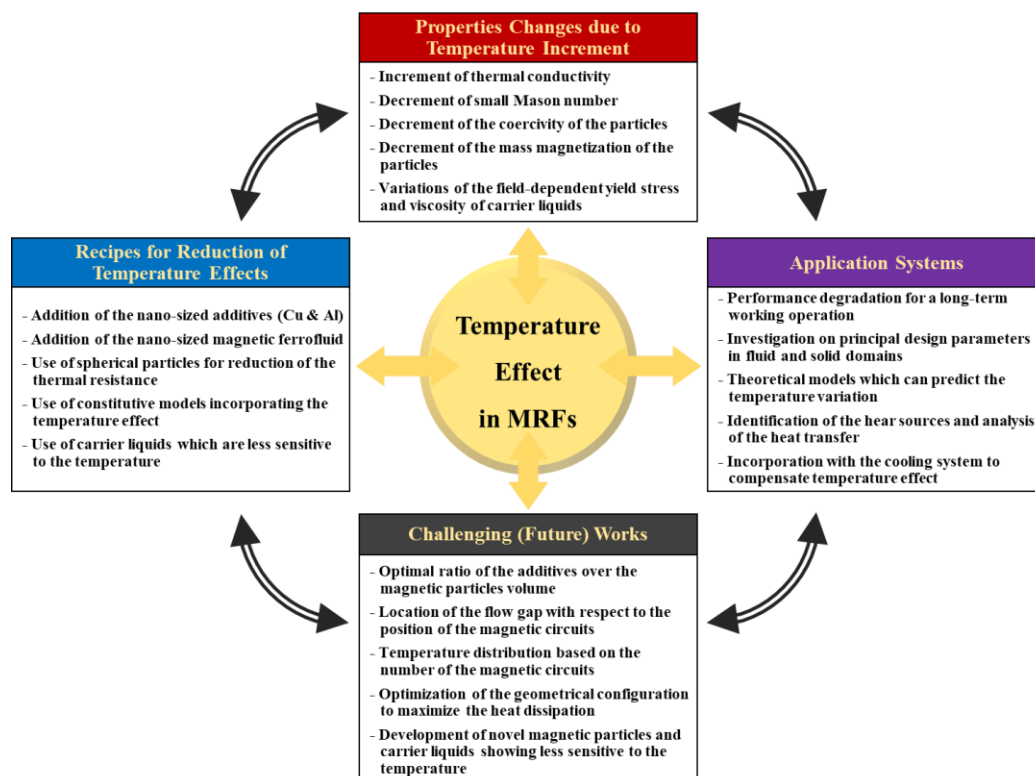 Properties Changes due to
Temperature Increment
- Increment of thermal conductivity
- Decrement of small Mason number
- Decrement of the coercivity of the particles
- Decrement of the mass magnetization of the
particles
- Variations of the field-dependent yield stress
and viscosity of carrier liquids
Recipes for Reduction of
Temperature Effects
- Addition of the nano-sized additives (Cu & Al)
- Addition of the nano-sized magnetic ferrofluid
- Use of spherical particles for reduction of the
thermal resistance
- Use of constitutive models incorporating the
temperature effect
- Use of carrier liquids which are less sensitive
to the temperature
Temperature
Effect
in MRFs
Application Systems
- Performance degradation for a long-term
working operation
- Investigation on principal design parameters
in fluid and solid domains
- Theoretical models which can predict the
temperature variation
- Identification of the hear sources and analysis
of the heat transfer
- Incorporation with the cooling system to
compensate temperature effect
Challenging (Future) Works
- Optimal ratio of the additives over the
magnetic particles volume
- Location of the flow gap with respect to the
position of the magnetic circuits
- Temperature distribution based on the
number of the magnetic circuits
- Optimization of the geometrical configuration
to maximize the heat dissipation
- Development of novel magnetic particles and
carrier liquids showing less sensitive to the
temperature